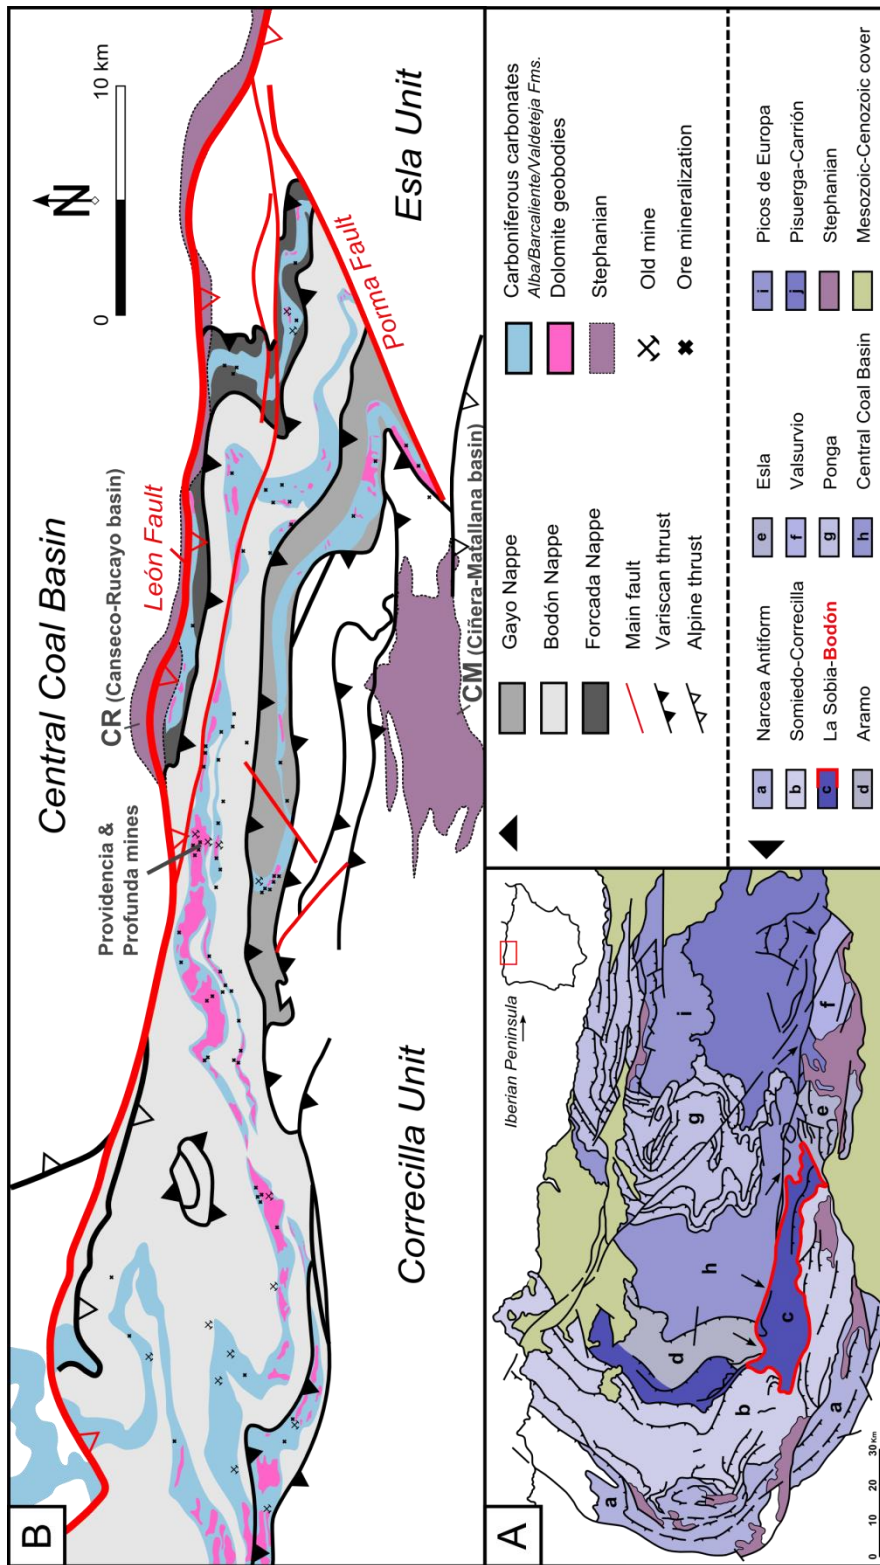 B
Central Coal Basin
N
0
10 km
CR (Canseco-Rucayo basin)
León Fault
Providencia &
Profunda mines
Esla Unit
Porma Fault
Correcilla Unit
CM (Ciñera-Matallana basin)
A
Iberian Peninsula
a
a
b
c
d
e
f
g
h
i
0
10
20
30 Km
Gayo Nappe
Bodón Nappe
Forcada Nappe
Main fault
Variscan thrust
Alpine thrust
Carboniferous carbonates
Alba/Barcaliente/Valdeteja Fms.
Dolomite geobodies
Stephanian
Old mine
Ore mineralization
a Narcea Antiform
b Somiedo-Correcilla
c La Sobia-Bodón
d Aramo
e Esla
f Valsurvio
g Ponga
h Central Coal Basin
i Picos de Europa
j Pisuerga-Carrión
Stephanian
Mesozoic-Cenozoic cover